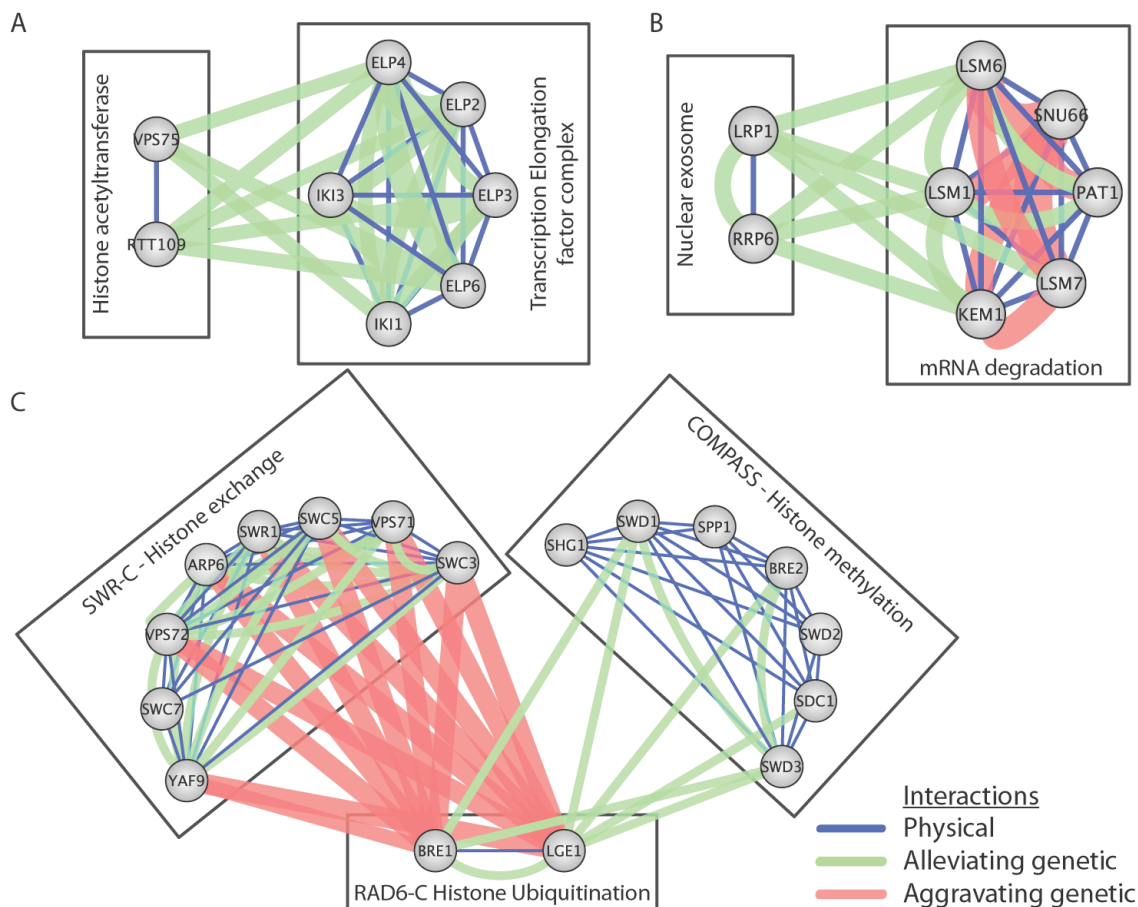 A
Histone acetyltransferase
VPS75
RTT109
ELP4
ELP2
IKI3
ELP3
ELP6
IKI1
Transcription Elongation
factor complex
B
Nuclear exosome
LRP1
RRP6
LSM6
SNU66
LSM1
PAT1
LSM7
KEM1
mRNA degradation
C
SWR-C - Histone exchange
SWC5
VPS71
SWR1
SWC3
ARP6
VPS72
SWC7
YAF9
COMPASS - Histone methylation
SHG1
SWD1
SPP1
BRE2
SWD2
SDC1
SWD3
BRE1
LGE1
RAD6-C Histone Ubiquitination
Interactions
Physical
Alleviating genetic
Aggravating genetic